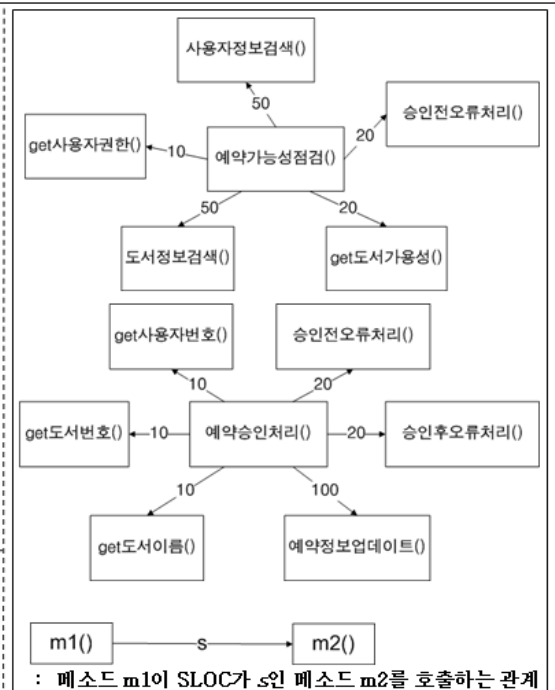 사용자정보검색()
50
승인전오류처리()
20
get사용자권한()
10
예약가능성점검()
50
20
도서정보검색()
get도서가용성()
get사용자번호()
승인전오류처리()
10
20
get도서번호()
10
예약승인처리()
20
승인후오류처리()
10
100
get도서이름()
예약정보업데이트()
m1()
s
m2()
: 메소드 m1이 SLOC가 s인 메소드 m2를 호출하는 관계